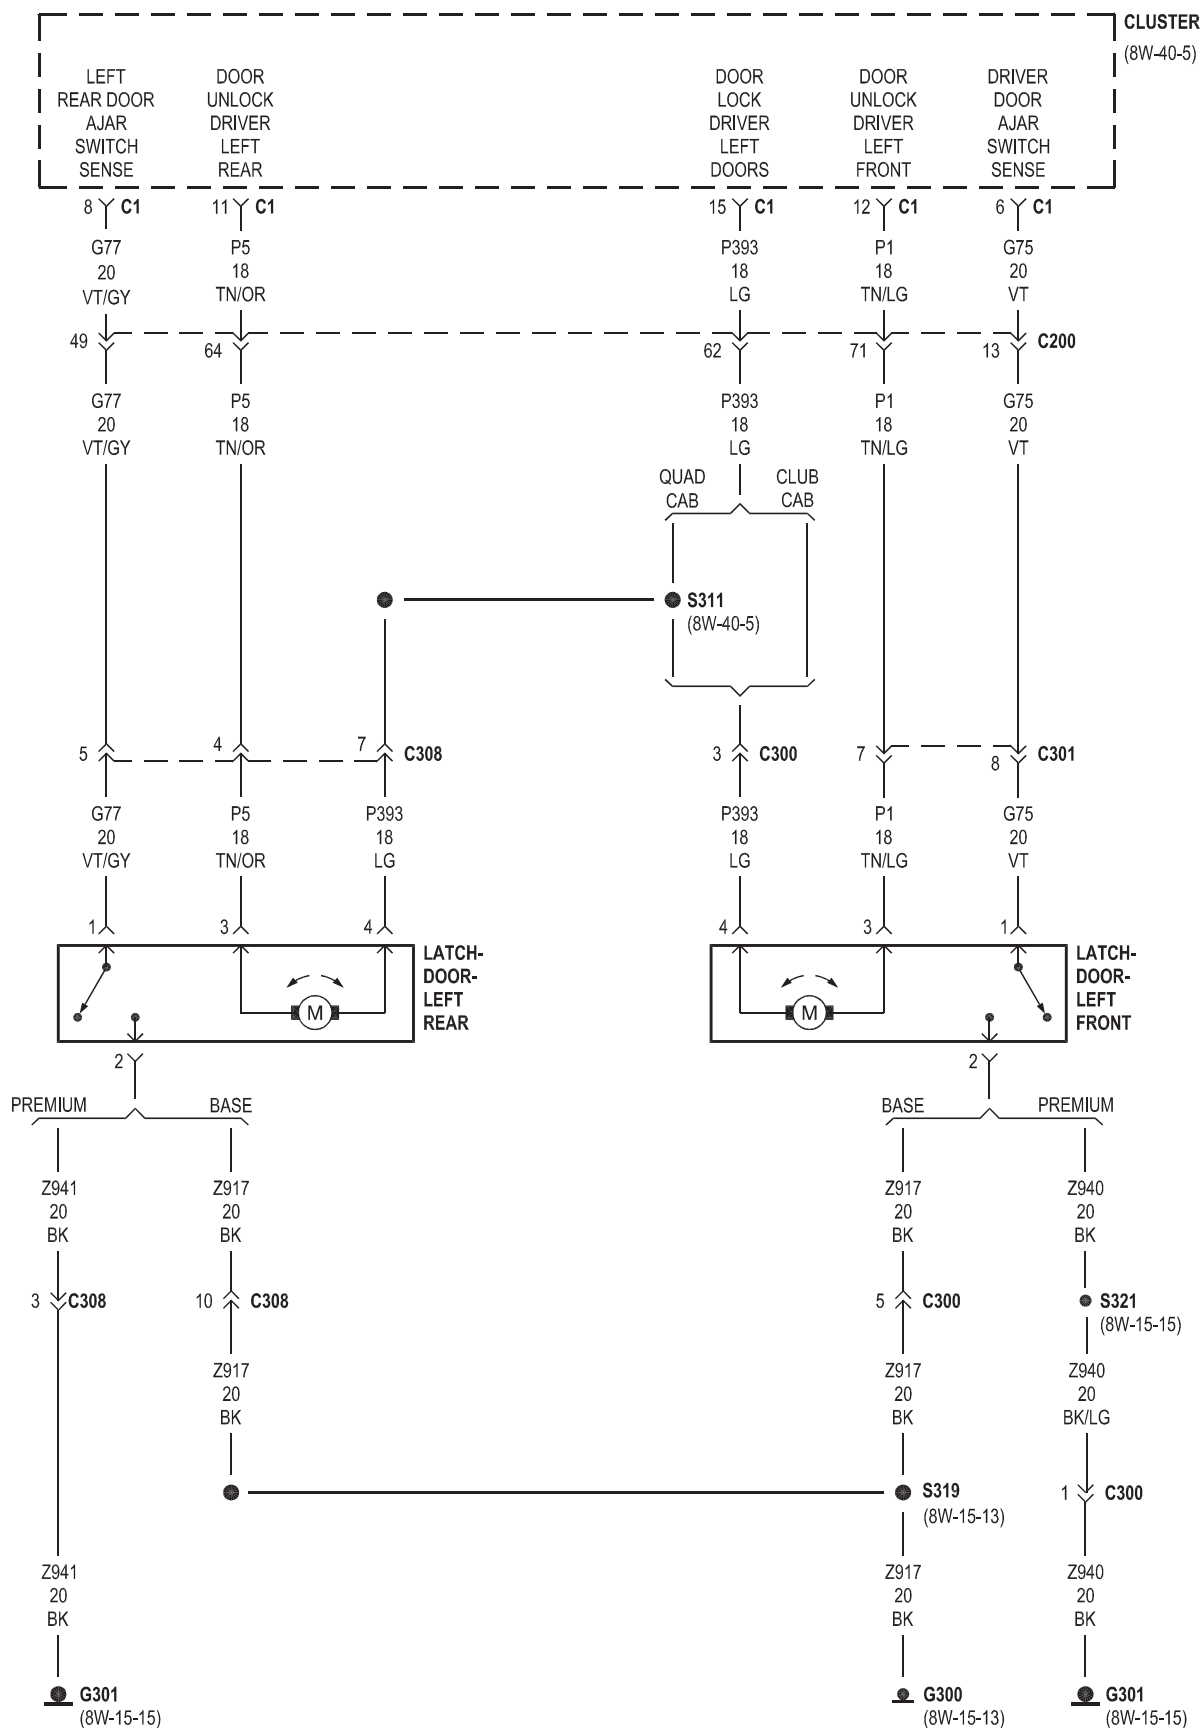 CLUSTER
(8W-40-5)
LEFT
REAR DOOR
AJAR
SWITCH
SENSE
DOOR
UNLOCK
DRIVER
LEFT
REAR
DOOR
LOCK
DRIVER
LEFT
DOORS
DOOR
UNLOCK
DRIVER
LEFT
FRONT
DRIVER
DOOR
AJAR
SWITCH
SENSE
8 C1 11 C1 15 C1 12 C1 6 C1
G77 P5 P393 P1 G75
20 18 18 18 20
VT/GY TN/OR LG TN/LG VT
49 64 62 71 13 C200
G77 P5 P393 P1 G75
20 18 18 18 20
VT/GY TN/OR LG TN/LG VT
QUAD
CAB
CLUB
CAB
S311
(8W-40-5)
5 4 7 C308 3 C300 7 8 C301
G77 P5 P393 P393 P1 G75
20 18 18 18 18 20
VT/GY TN/OR LG LG TN/LG VT
1 3 4 4 3 1
LATCH-
DOOR-
LEFT
REAR
M
LATCH-
DOOR-
LEFT
FRONT
M
2 2
PREMIUM BASE BASE PREMIUM
Z941 Z917 Z917 Z940
20 20 20 20
BK BK BK BK
3 C308 10 C308 5 C300 S321
(8W-15-15)
Z917 Z917 Z940
20 20 20
BK BK BK/LG
S319
(8W-15-13)
1 C300
Z941 Z917 Z940
20 20 20
BK BK BK
G301 G300 G301
(8W-15-15) (8W-15-13) (8W-15-15)